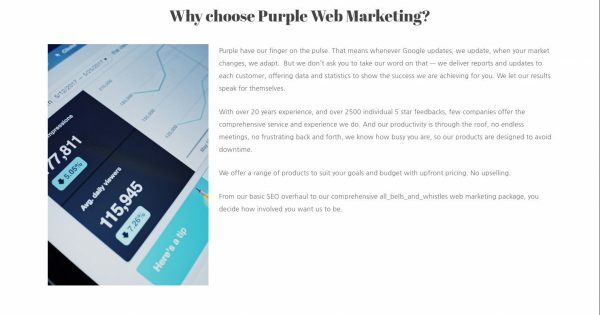 Why choose Purple Web Marketing?
Purple have our finger on the pulse. That means whenever Google updates, we update, when your market
changes, we adapt.  But we don't ask you to take our word on that — we deliver reports and updates to
each customer, offering data and statistics to show the success we are achieving for you. We let our results
speak for themselves.
With over 20 years experience, and over 2500 individual 5 star feedbacks, few companies offer the
comprehensive service and experience we do. And our productivity is through the roof, no endless
meetings, no frustrating back and forth, we know how busy you are, so our products are designed to avoid
downtime.
We offer a range of products to suit your goals and budget with upfront pricing. No upselling.
From our basic SEO overhaul to our comprehensive all_bells_and_whistles web marketing package, you
decide how involved you want us to be.
5/12/2017 - 5/25/2017
77,811
5.05%
Avg. daily viewers
115,945
7.26%
Here's a tip